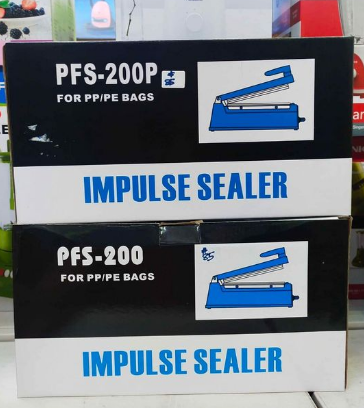 PFS-200P
FOR PP/PE BAGS
IMPULSE SEALER
PFS-200
FOR PP/PE BAGS
IMPULSE SEALER